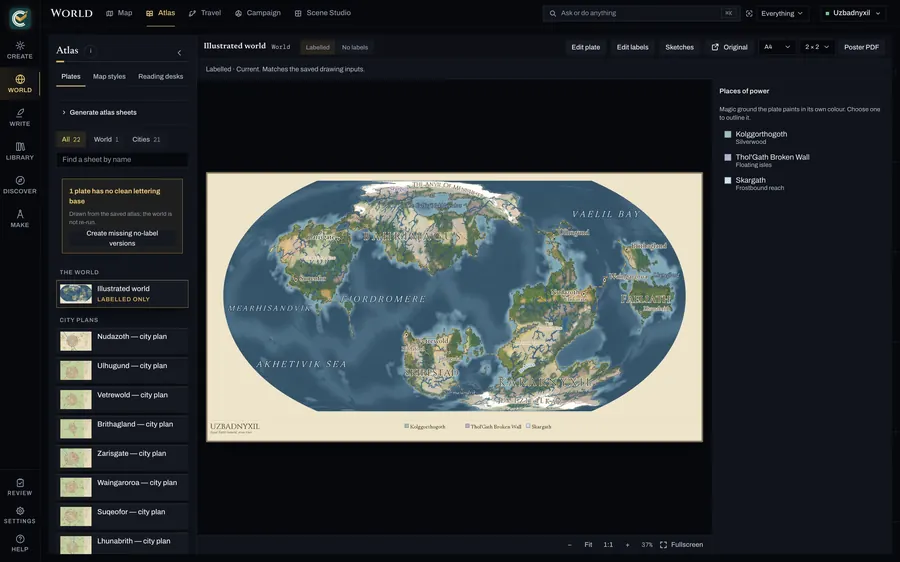 WORLD
Map
Atlas
Travel
Campaign
Scene Studio
Ask or do anything
⌘K
Everything
Uzbadnyxil
CREATE
WORLD
WRITE
LIBRARY
DISCOVER
MAKE
REVIEW
SETTINGS
HELP
Atlas
i
Plates
Map styles
Reading desks
Generate atlas sheets
All 22
World 1
Cities 21
Find a sheet by name
1 plate has no clean lettering
base
Drawn from the saved atlas; the world is
not re-run.
Create missing no-label
versions
THE WORLD
Illustrated world
LABELLED ONLY
CITY PLANS
Nudazoth — city plan
Ulhugund — city plan
Vetrewold — city plan
Brithagland — city plan
Zarisgate — city plan
Waingaroroa — city plan
Suqeofor — city plan
Lhunabrith — city plan
Illustrated world World
Labelled
No labels
Edit plate
Edit labels
Sketches
Original
A4
2 × 2
Poster PDF
Labelled · Current. Matches the saved drawing inputs.
VAELIL BAY
Ulhugund
FJORDROMERE
MEARHISANDVIK
AKHETIVIK SEA
FAELIATH
UZBADNYXIL
Kolggorthogoth
Thol'Gath Broken Wall
Skargath
Places of power
Magic ground the plate paints in its own colour. Choose one
to outline it.
Kolggorthogoth
Silverwood
Thol'Gath Broken Wall
Floating isles
Skargath
Frostbound reach
−
Fit
1:1
+
37%
Fullscreen